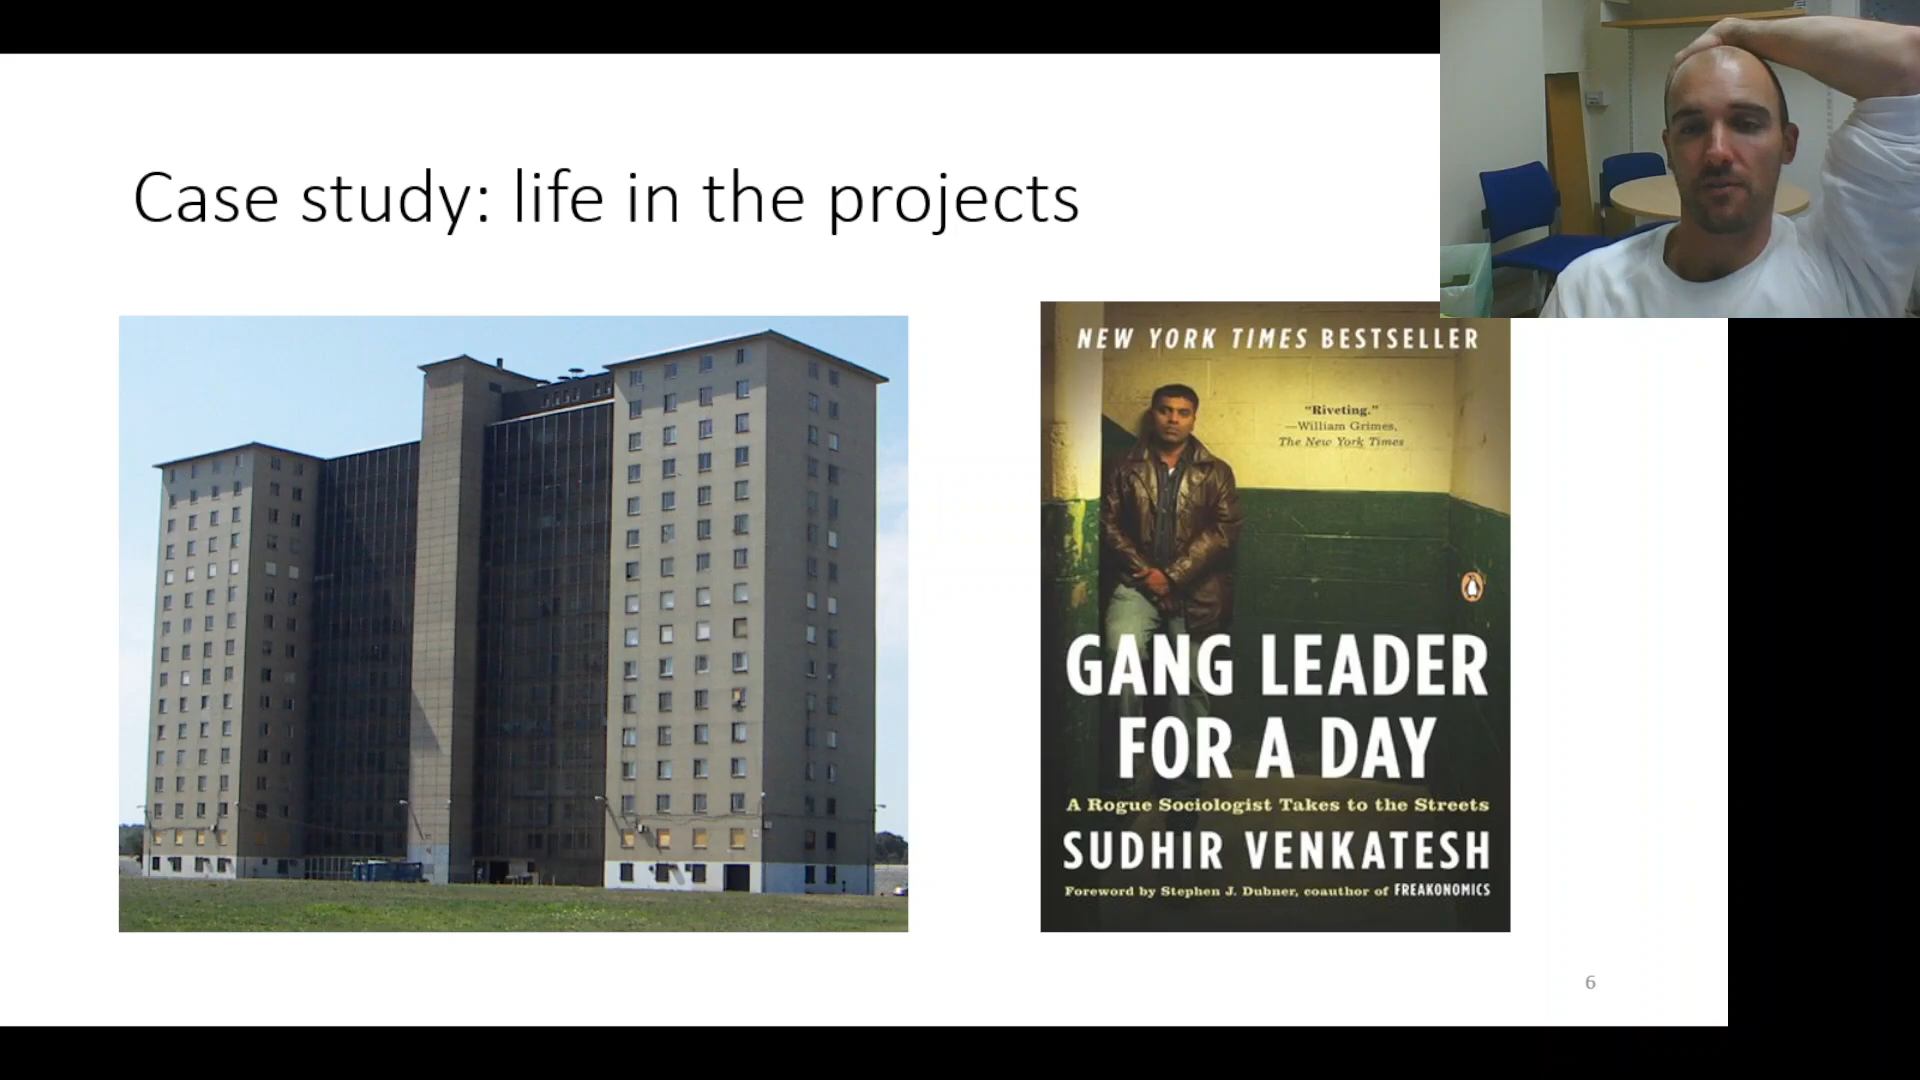 Case study: life in the projects
NEW YORK TIMES BESTSELLER
“Riveting.”
—William Grimes,
The New York Times
GANG LEADER
FOR A DAY
A Rogue Sociologist Takes to the Streets
SUDHIR VENKATESH
Foreword by Stephen J. Dubner, coauthor of FREAKONOMICS
6